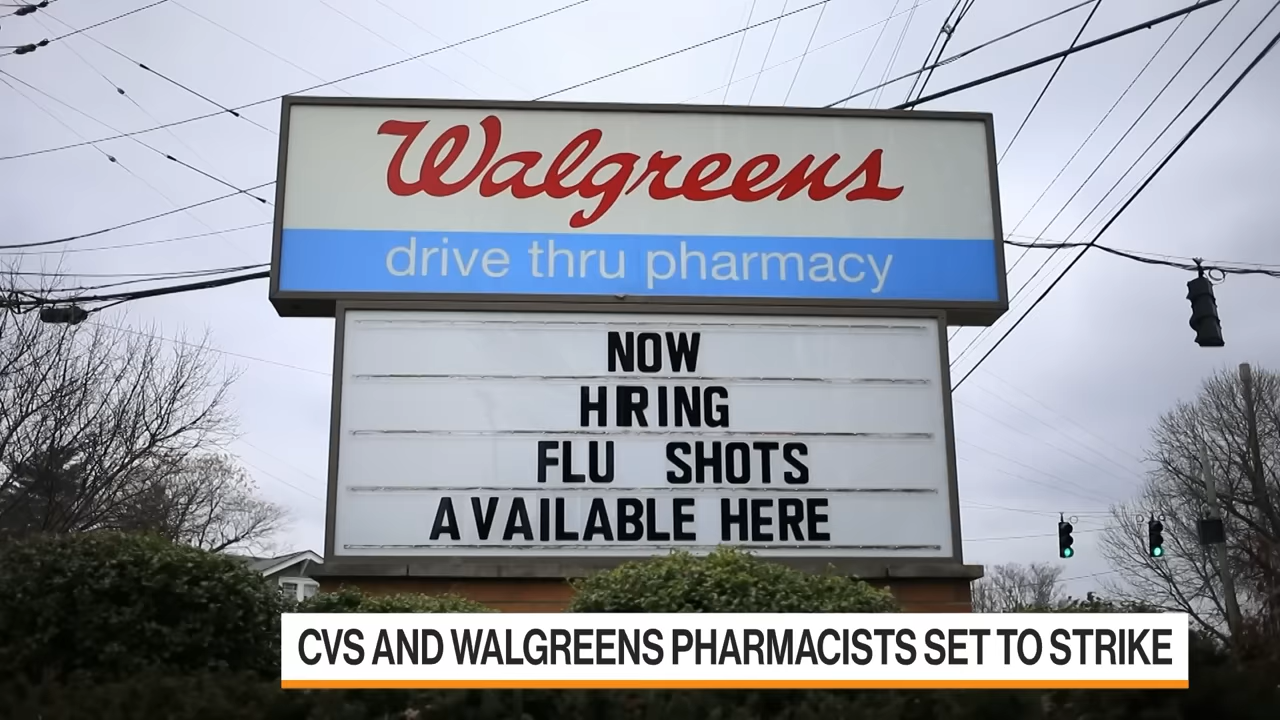 Walgreens
drive thru pharmacy
NOW
HIRING
FLU SHOTS
AVAILABLE HERE
CVS AND WALGREENS PHARMACISTS SET TO STRIKE